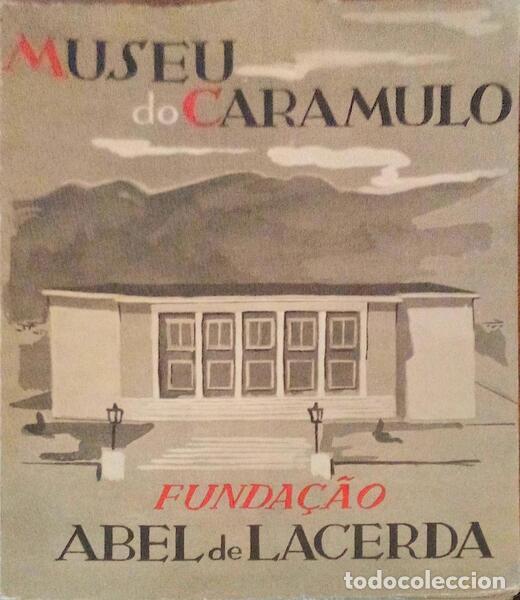 MUSEU
do CARAMULO
FUNDAÇÃO
ABEL de LACERDA
todocoleccion